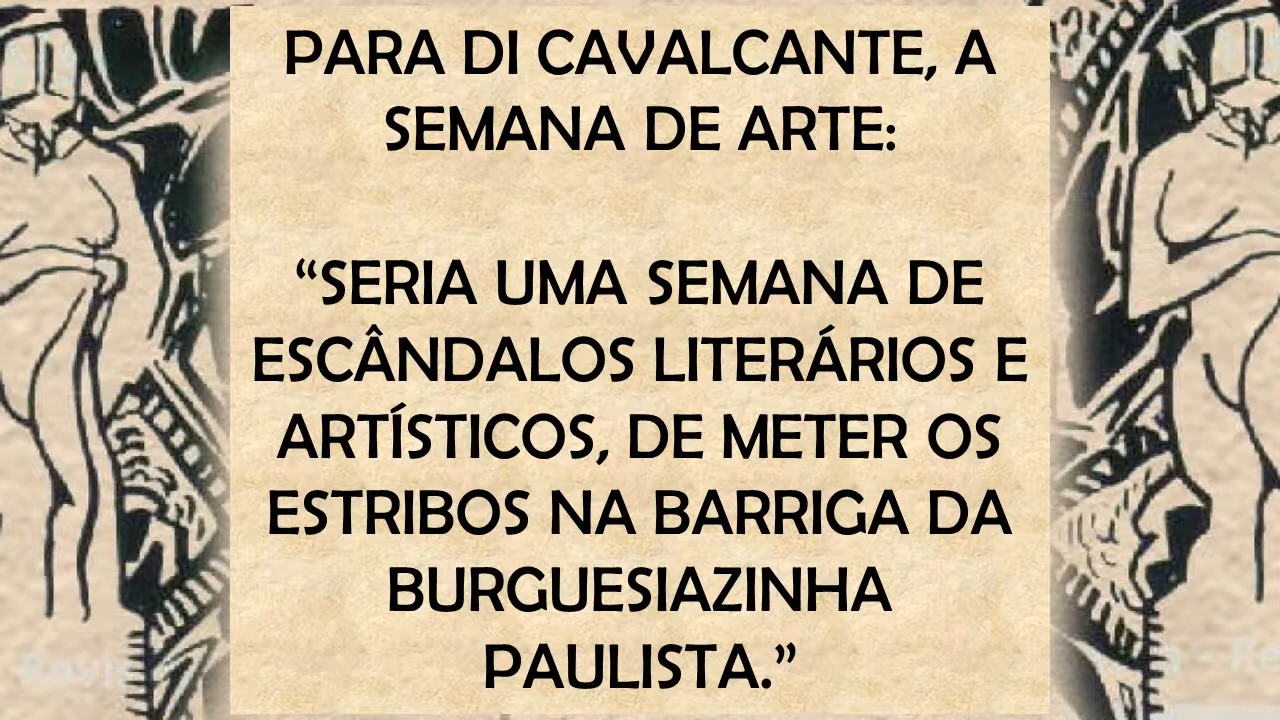 PARA DI CAVALCANTE, A
SEMANA DE ARTE:
“SERIA UMA SEMANA DE
ESCÂNDALOS LITERÁRIOS E
ARTÍSTICOS, DE METER OS
ESTRIBOS NA BARRIGA DA
BURGUESIAZINHA
PAULISTA.”